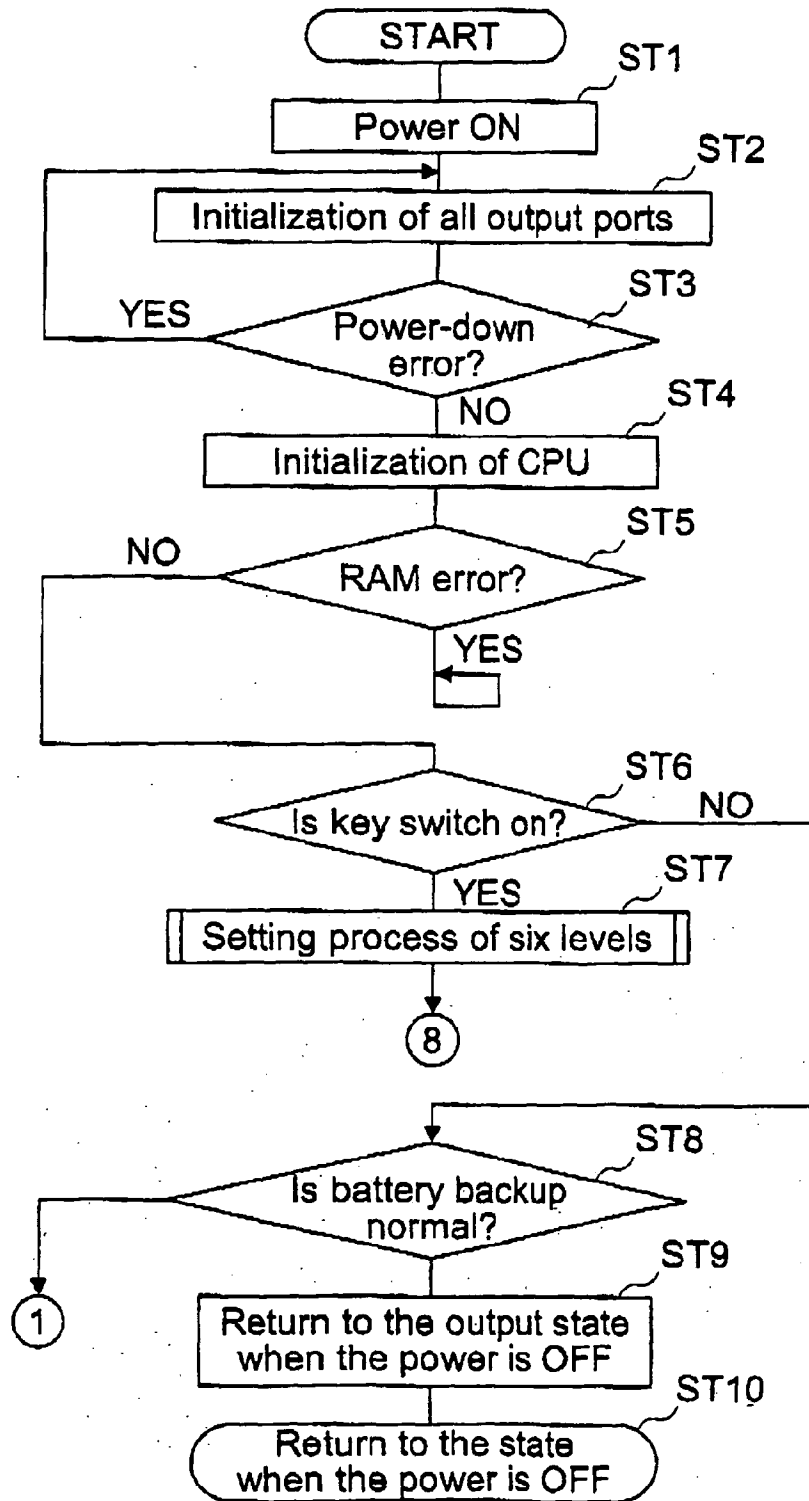 START
ST1
Power ON
ST2
Initialization of all output ports
ST3
YES
Power-down
error?
NO
ST4
Initialization of CPU
ST5
NO
RAM error?
YES
ST6
Is key switch on?
NO
YES
ST7
Setting process of six levels
8
ST8
Is battery backup
normal?
1
ST9
Return to the output state
when the power is OFF
ST10
Return to the state
when the power is OFF